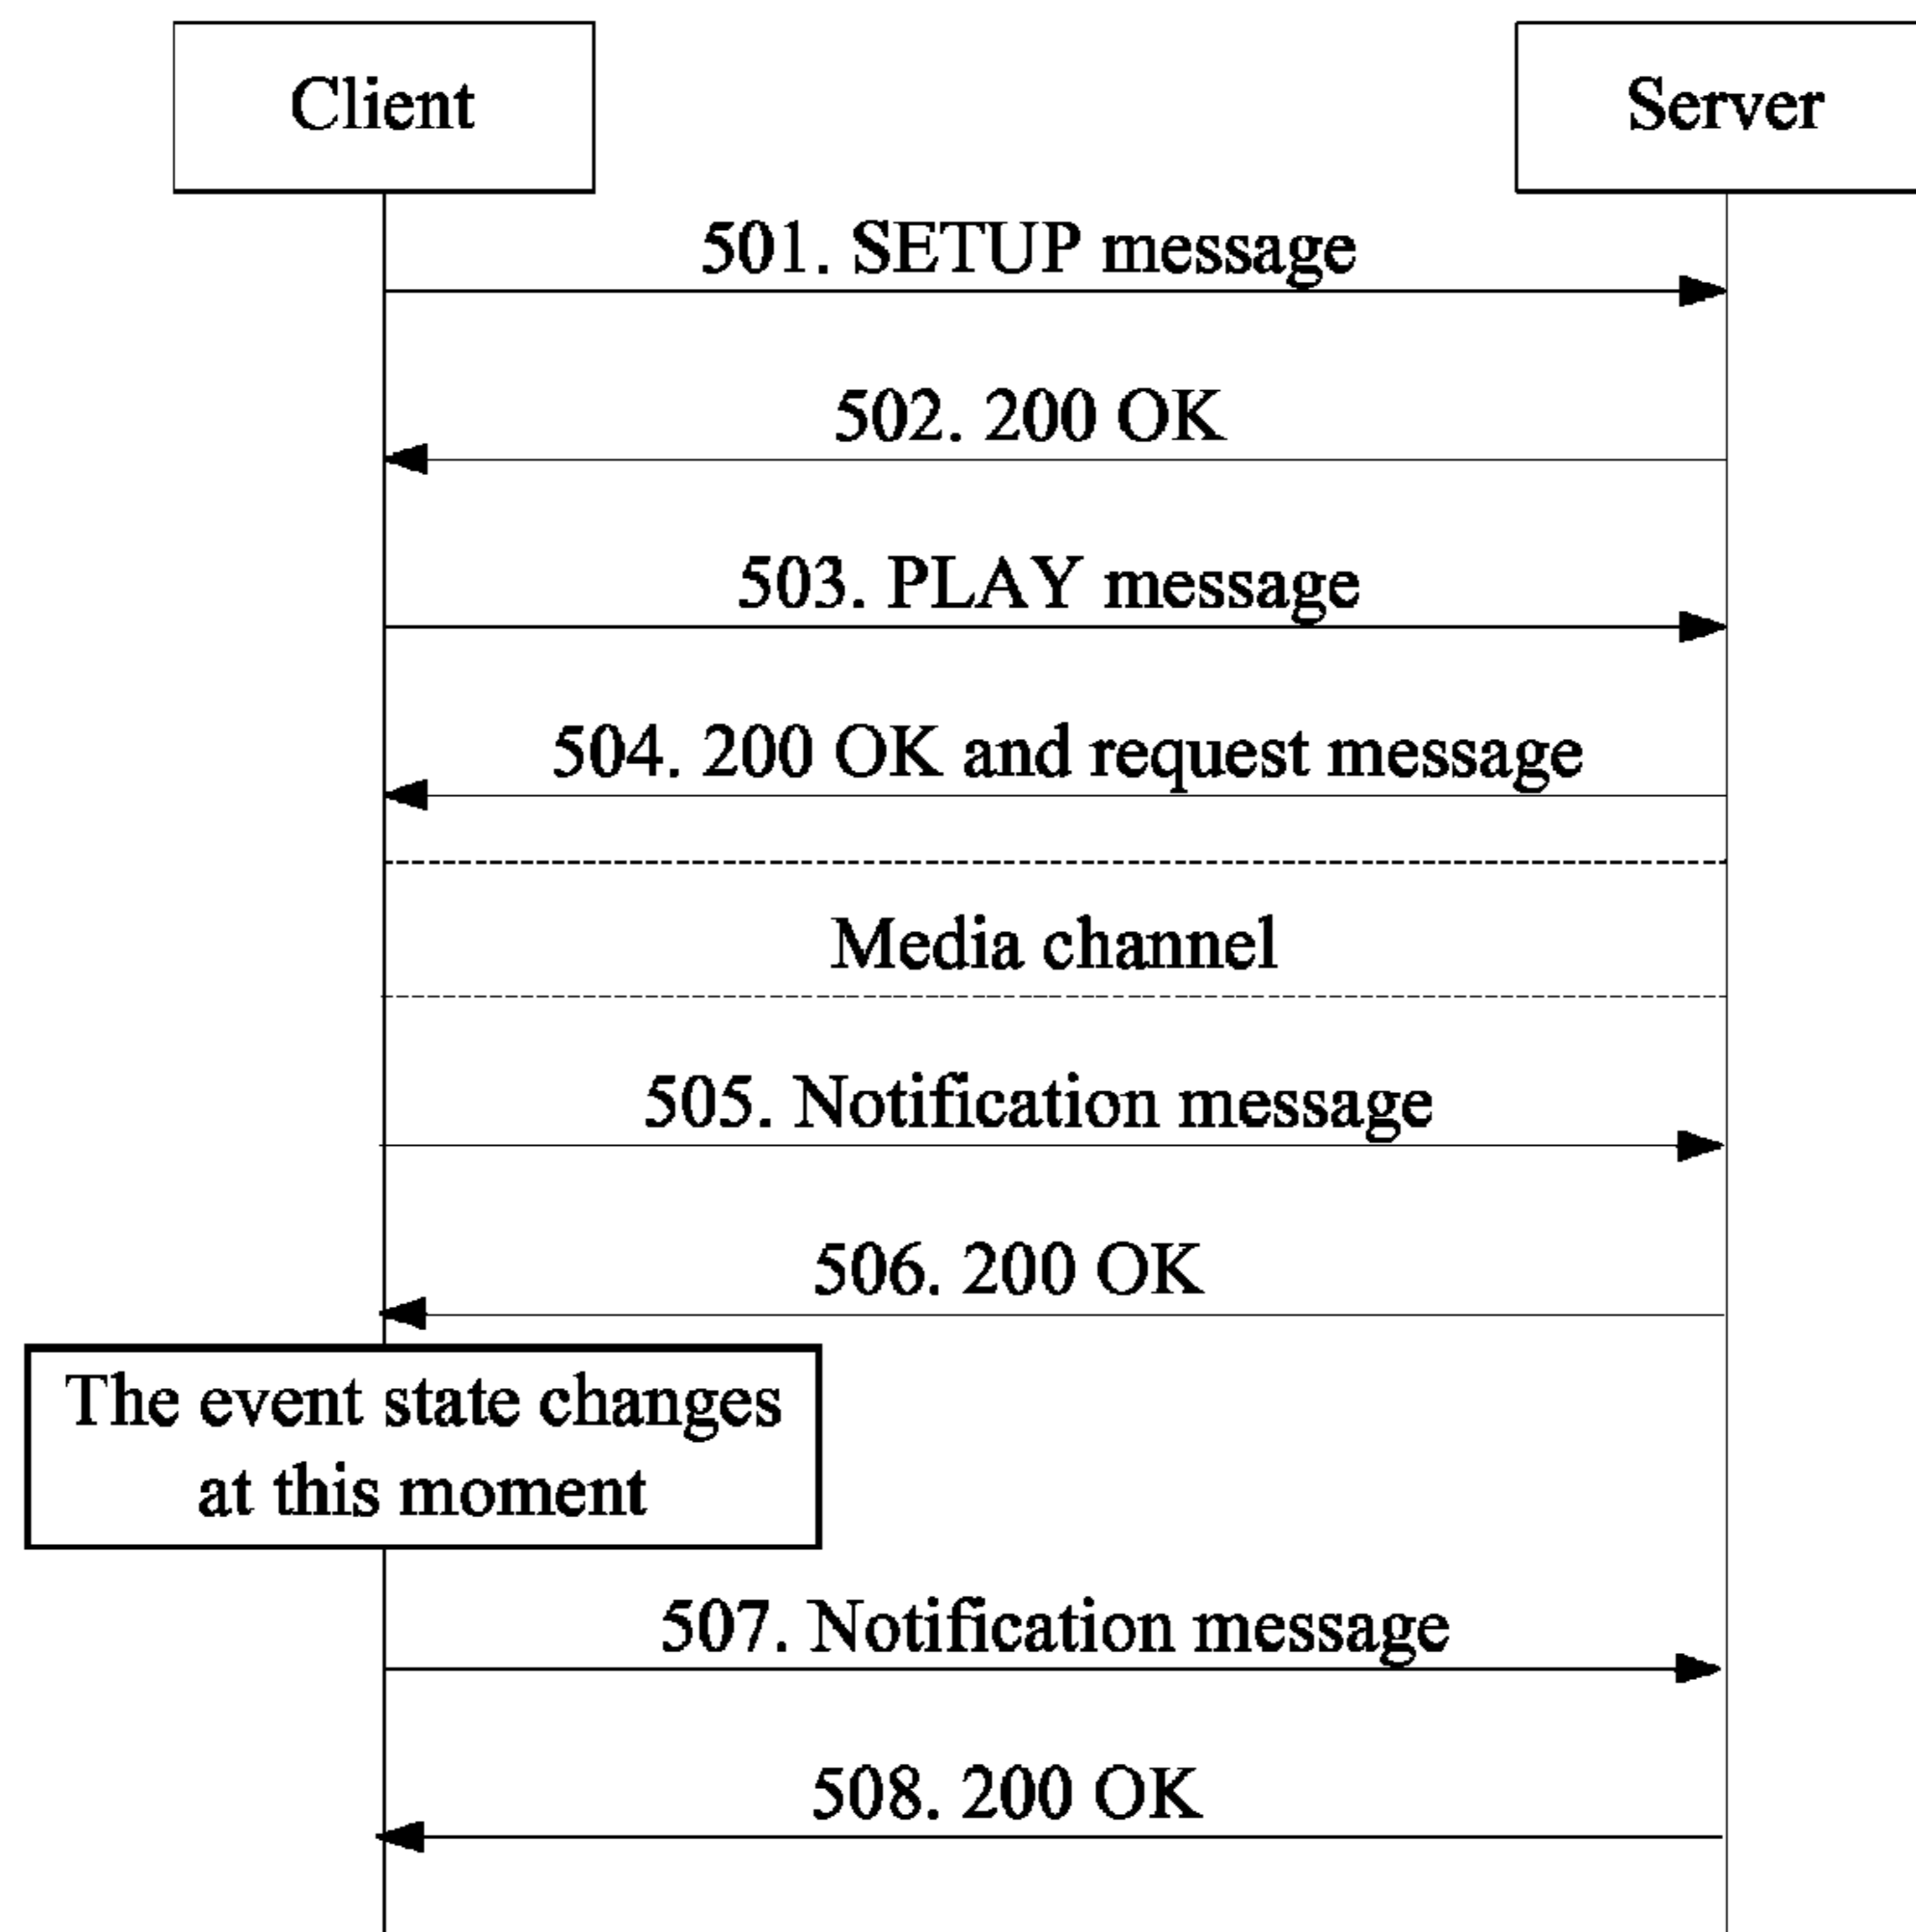 Client
Server
501. SETUP message
502. 200 OK
503. PLAY message
504. 200 OK and request message
Media channel
505. Notification message
506. 200 OK
The event state changes
at this moment
507. Notification message
508. 200 OK